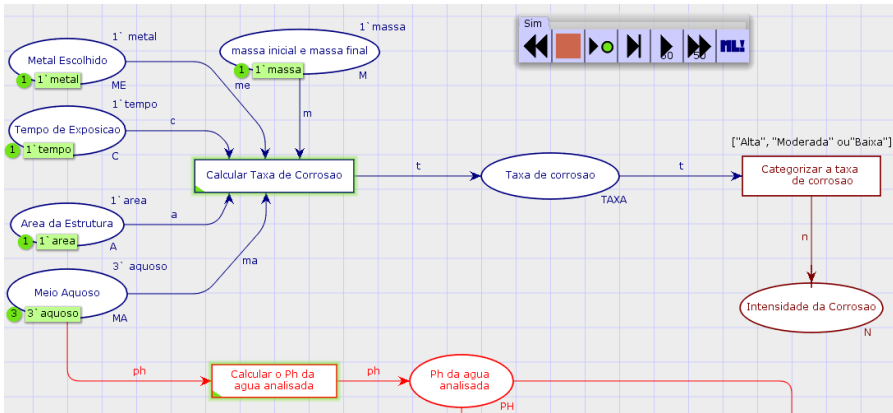 Sim
50
50
ML!
1` metal
Metal Escolhido
1
1`metal
ME
me
1`massa
massa inicial e massa final
1
1`massa
M
m
1`tempo
Tempo de Exposicao
1
1`tempo
C
c
Calcular Taxa de Corrosao
t
Taxa de corrosao
TAXA
t
["Alta", "Moderada" ou"Baixa"]
Categorizar a taxa
de corrosao
1`area
Area da Estrutura
1
1`area
A
a
3` aquoso
Meio Aquoso
3
3`aquoso
MA
ma
n
Intensidade da Corrosao
N
ph
Calcular o Ph da
agua analisada
ph
Ph da agua
analisada
PH